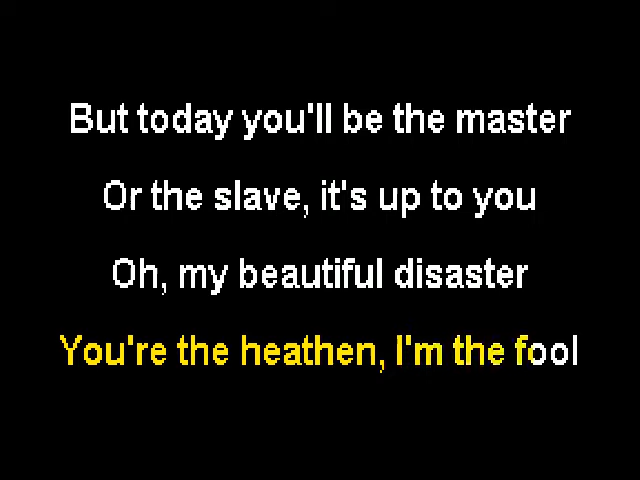 But today you'll be the master
Or the slave, it's up to you
Oh, my beautiful disaster
You're the heathen, I'm the fool